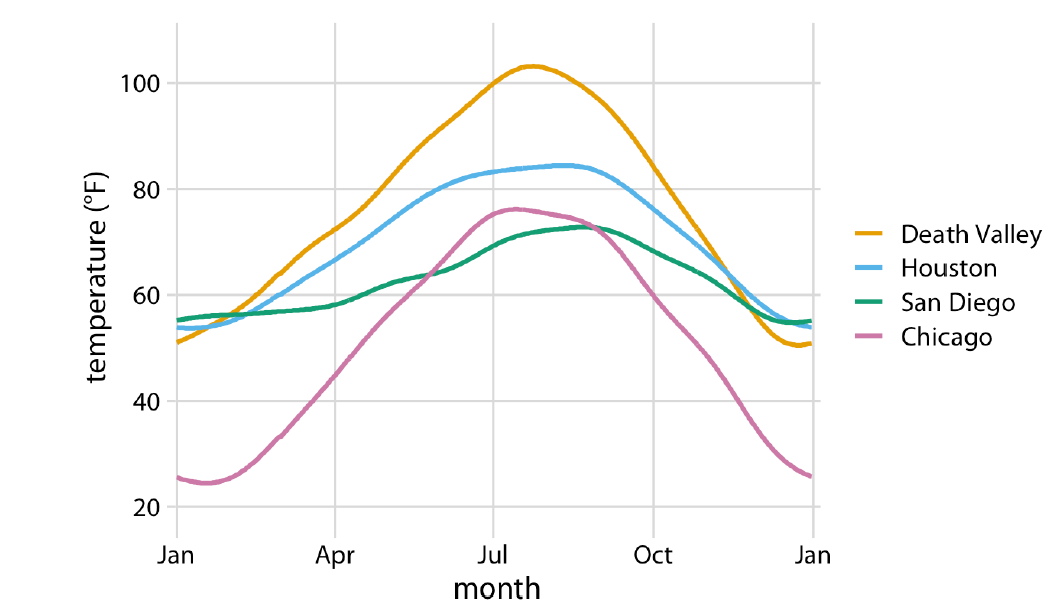 100
80
60
40
20
temperature (°F)
Jan Apr Jul Oct Jan
month
Death Valley
Houston
San Diego
Chicago